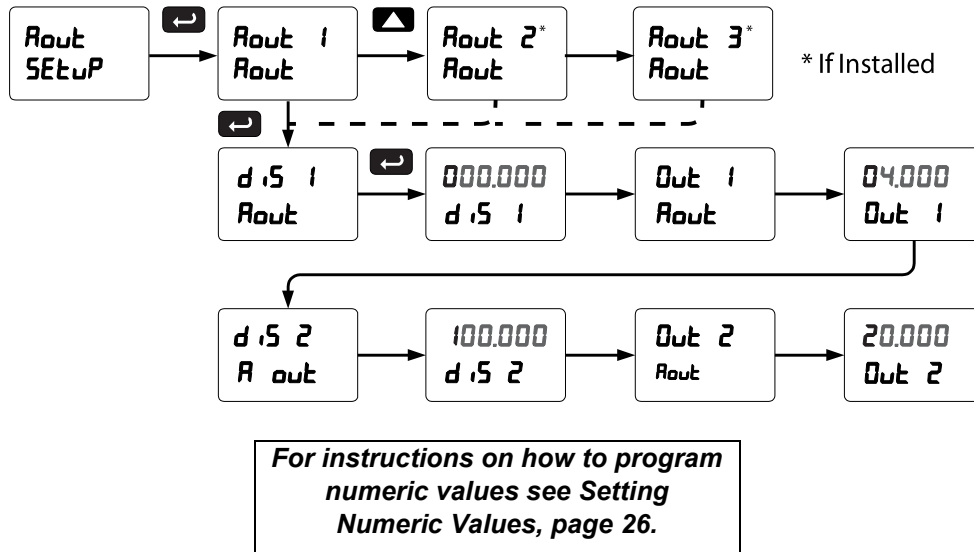 Aout
SEtuP
Aout 1
Aout
Aout 2*
Aout
Aout 3*
Aout
* If Installed
diS 1
Aout
000.000
diS 1
Out 1
Aout
04.000
Out 1
diS 2
A out
100.000
diS 2
Out 2
Aout
20.000
Out 2
For instructions on how to program
numeric values see Setting
Numeric Values, page 26.